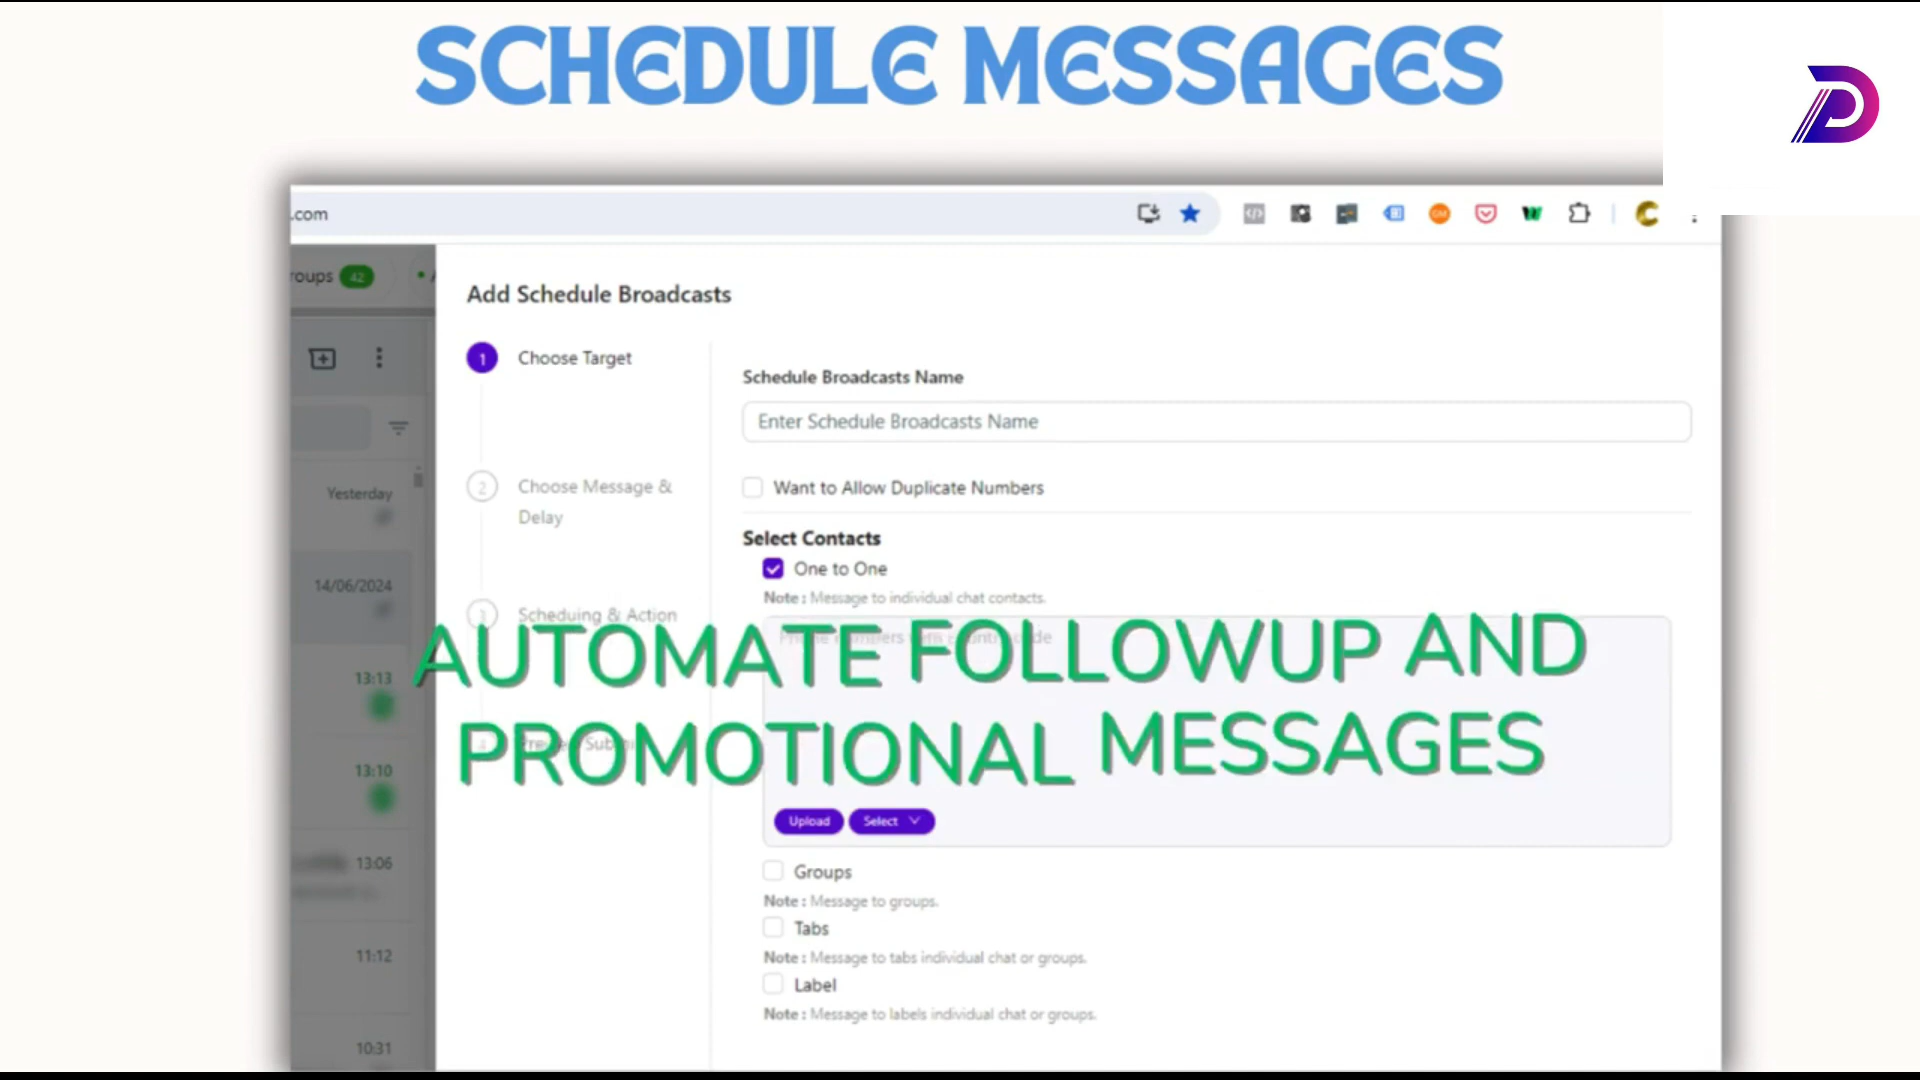 SCHEDULE MESSAGES
.com
roups 42
Add Schedule Broadcasts
1 Choose Target
Schedule Broadcasts Name
Enter Schedule Broadcasts Name
Want to Allow Duplicate Numbers
2 Choose Message &
Delay
Yesterday
Select Contacts
One to One
Note : Message to individual chat contacts.
14/06/2024
3 Scheduing & Action
AUTOMATE FOLLOWUP AND
PROMOTIONAL MESSAGES
13:13
13:10
Upload Select
13:06
Groups
Note : Message to groups.
Tabs
Note : Message to tabs individual chat or groups.
11:12
Label
Note : Message to labels individual chat or groups.
10:31